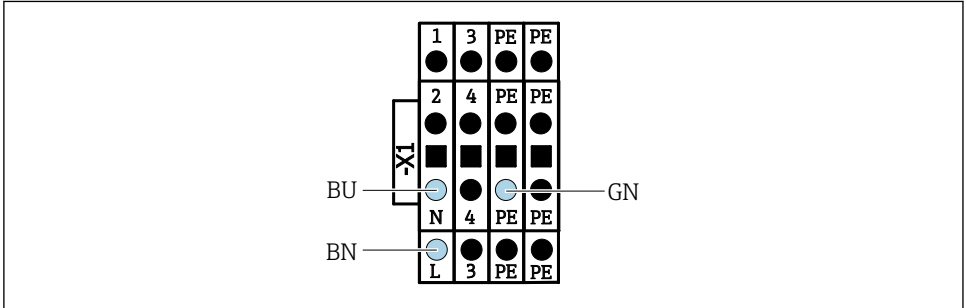 1 3 PE PE
2 4 PE PE
-X1
BU
GN
N 4 PE PE
BN
L 3 PE PE